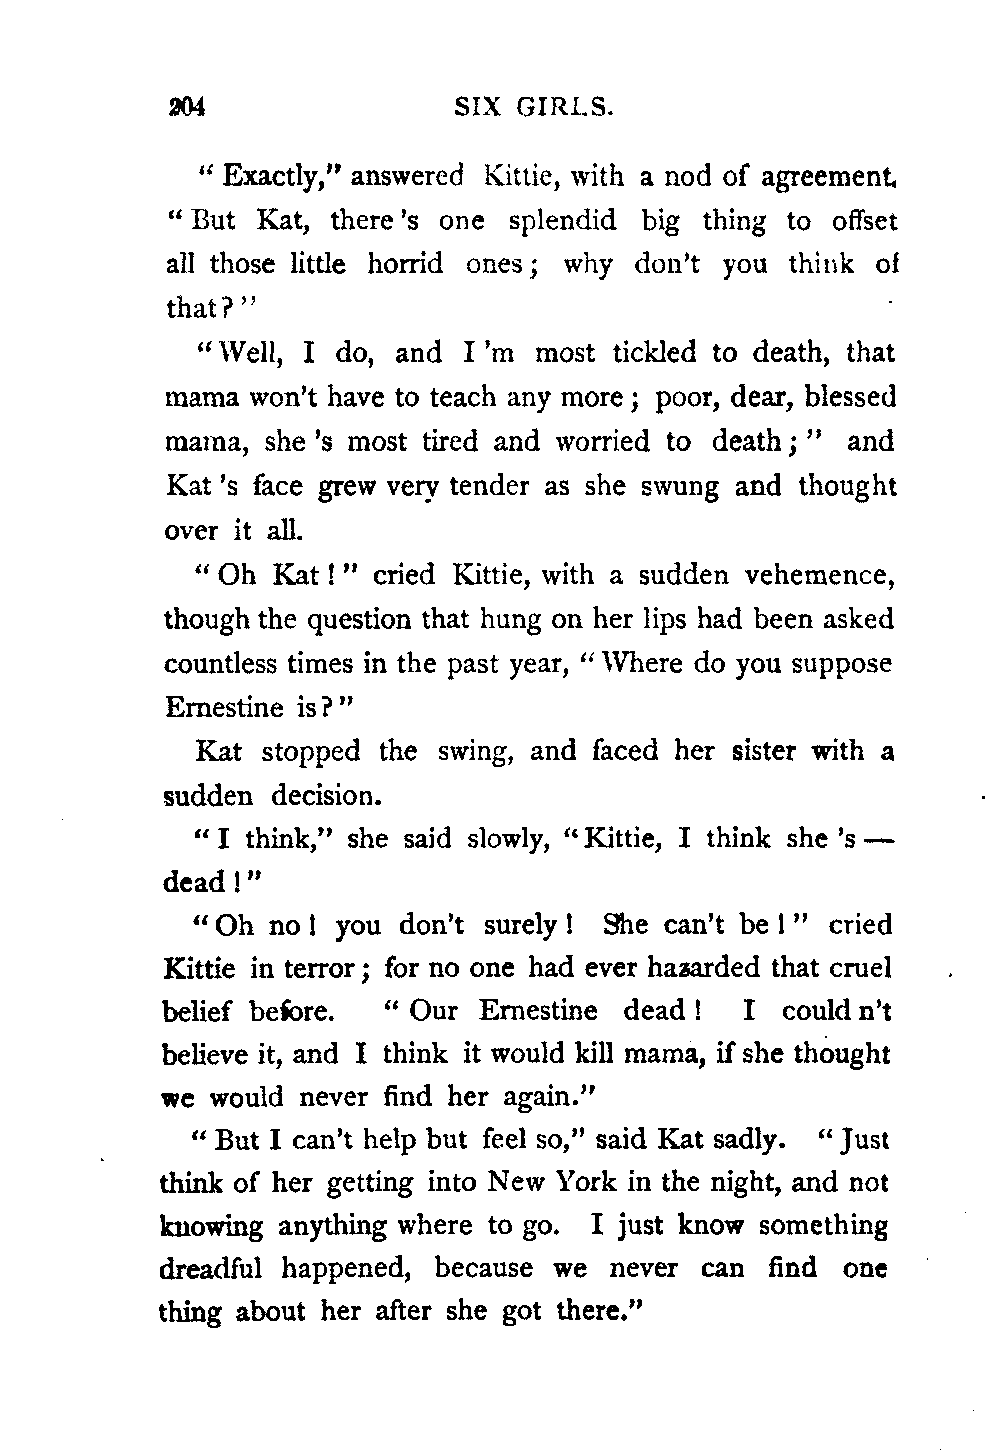 204 SIX GIRLS.
"Exactly," answered Kittie, with a nod of agreement.
"But Kat, there's one splendid big thing to offset
all those little horrid ones; why don't you think of
that?"
"Well, I do, and I'm most tickled to death, that
mama won't have to teach any more; poor, dear, blessed
mama, she's most tired and worried to death;" and
Kat's face grew very tender as she swung and thought
over it all.
"Oh Kat!" cried Kittie, with a sudden vehemence,
though the question that hung on her lips had been asked
countless times in the past year, "Where do you suppose
Ernestine is?"
Kat stopped the swing, and faced her sister with a
sudden decision.
"I think," she said slowly, "Kittie, I think she's—
dead!"
"Oh no! you don't surely! She can't be!" cried
Kittie in terror; for no one had ever hazarded that cruel
belief before. "Our Ernestine dead! I couldn't
believe it, and I think it would kill mama, if she thought
we would never find her again."
"But I can't help but feel so," said Kat sadly. "Just
think of her getting into New York in the night, and not
knowing anything where to go. I just know something
dreadful happened, because we never can find one
thing about her after she got there."